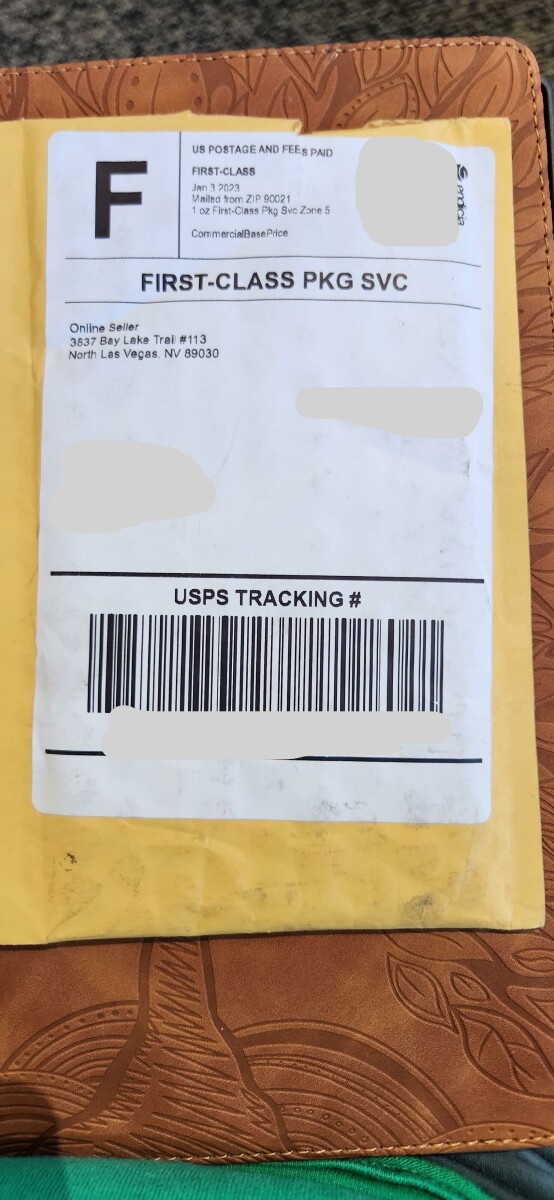 F
US POSTAGE AND FEES PAID
FIRST-CLASS
Jan 3 2023
Mailed from ZIP 90021
1 oz First-Class Pkg Svc Zone 5
CommercialBasePrice
endicia
FIRST-CLASS PKG SVC
Online Seller
3837 Bay Lake Trail #113
North Las Vegas, NV 89030
USPS TRACKING #